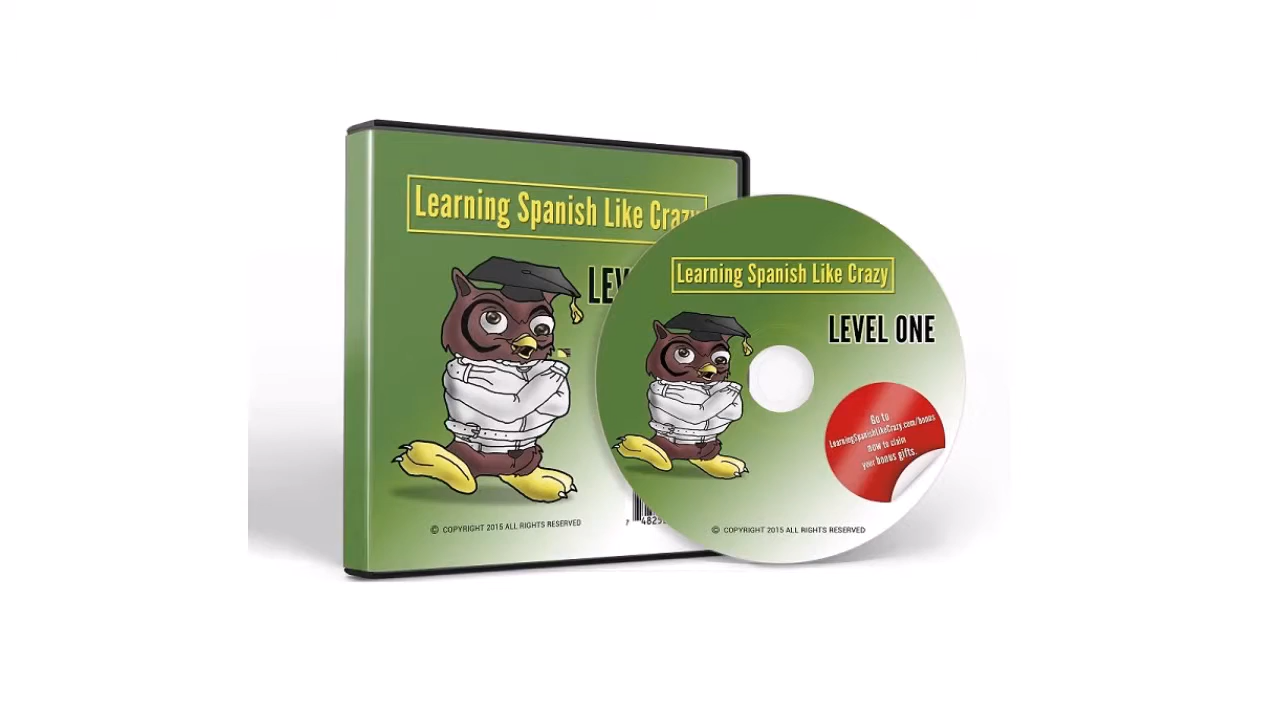 Learning Spanish Like Crazy
LEV
© COPYRIGHT 2015 ALL RIGHTS RESERVED
Learning Spanish Like Crazy
LEVEL ONE
Go to
LearningSpanishLikeCrazy.com/bonus
now to claim
your bonus gifts.
© COPYRIGHT 2015 ALL RIGHTS RESERVED